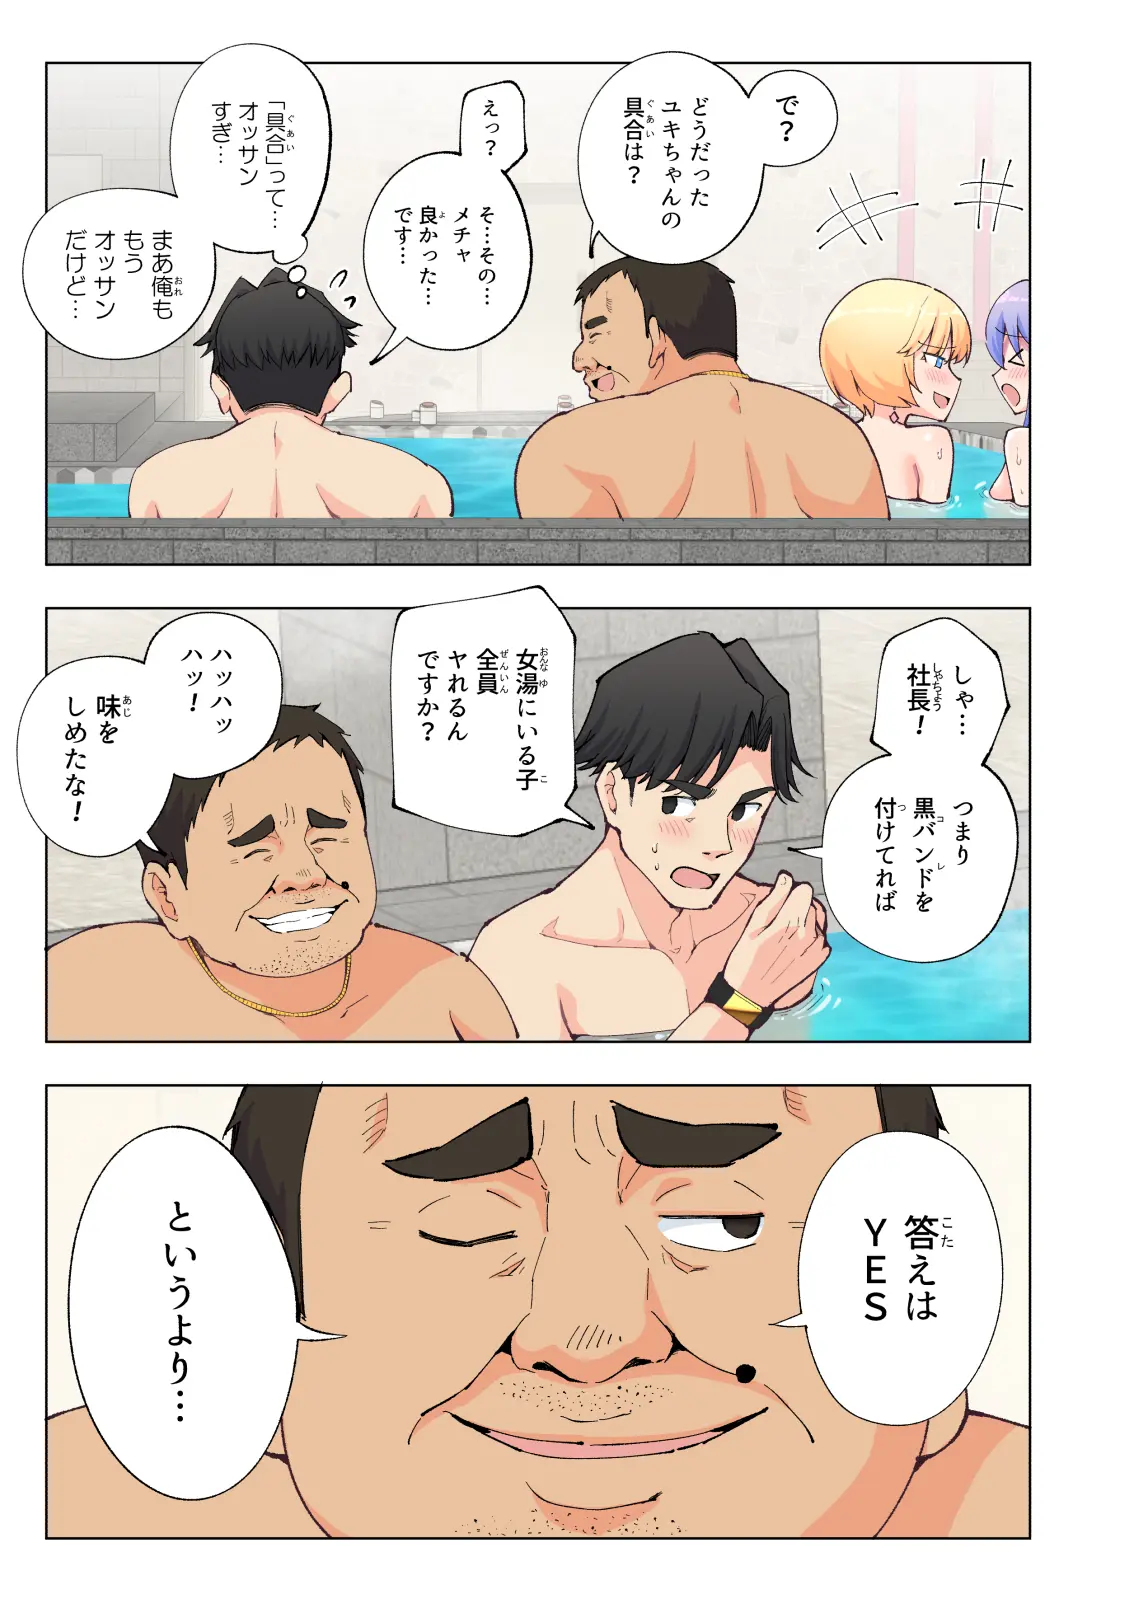 で？
どうだった
ユキちゃんの
具合は？
えっ？
そ…その…
メチャ
良かった…
です…
「具合」って…
オッサン
すぎ…
まあ俺も
もう
オッサン
だけど…
しゃ…
社長！
つまり
黒バンドを
付けてれば
女湯にいる子
全員
ヤれるん
ですか？
ハッハッ
ハッ！
味を
しめたな！
答えは
YES
というより…